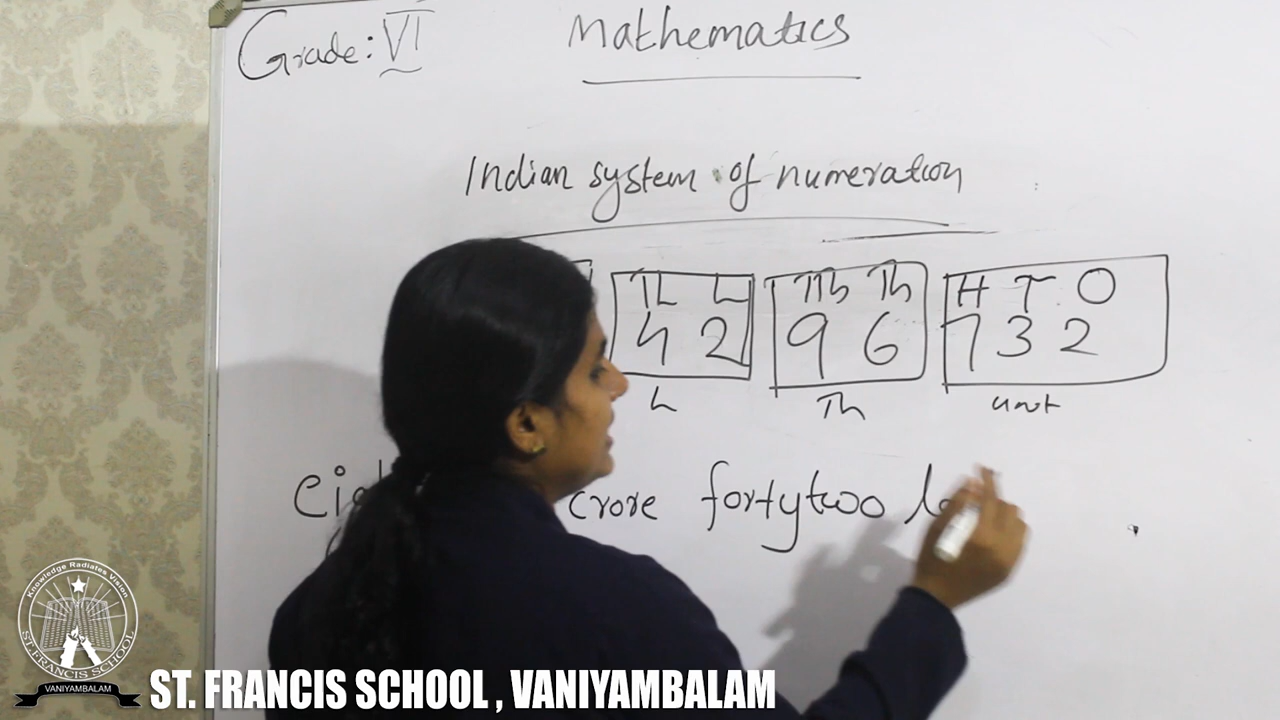 Grade: VI
Mathematics
Indian system of numeration
TL L TTh Th H T O
4 2 9 6 7 3 2
L Th unit
crore fortytwo
Knowledge Radiates Vision
ST. FRANCIS SCHOOL
VANIYAMBALAM
ST. FRANCIS SCHOOL , VANIYAMBALAM